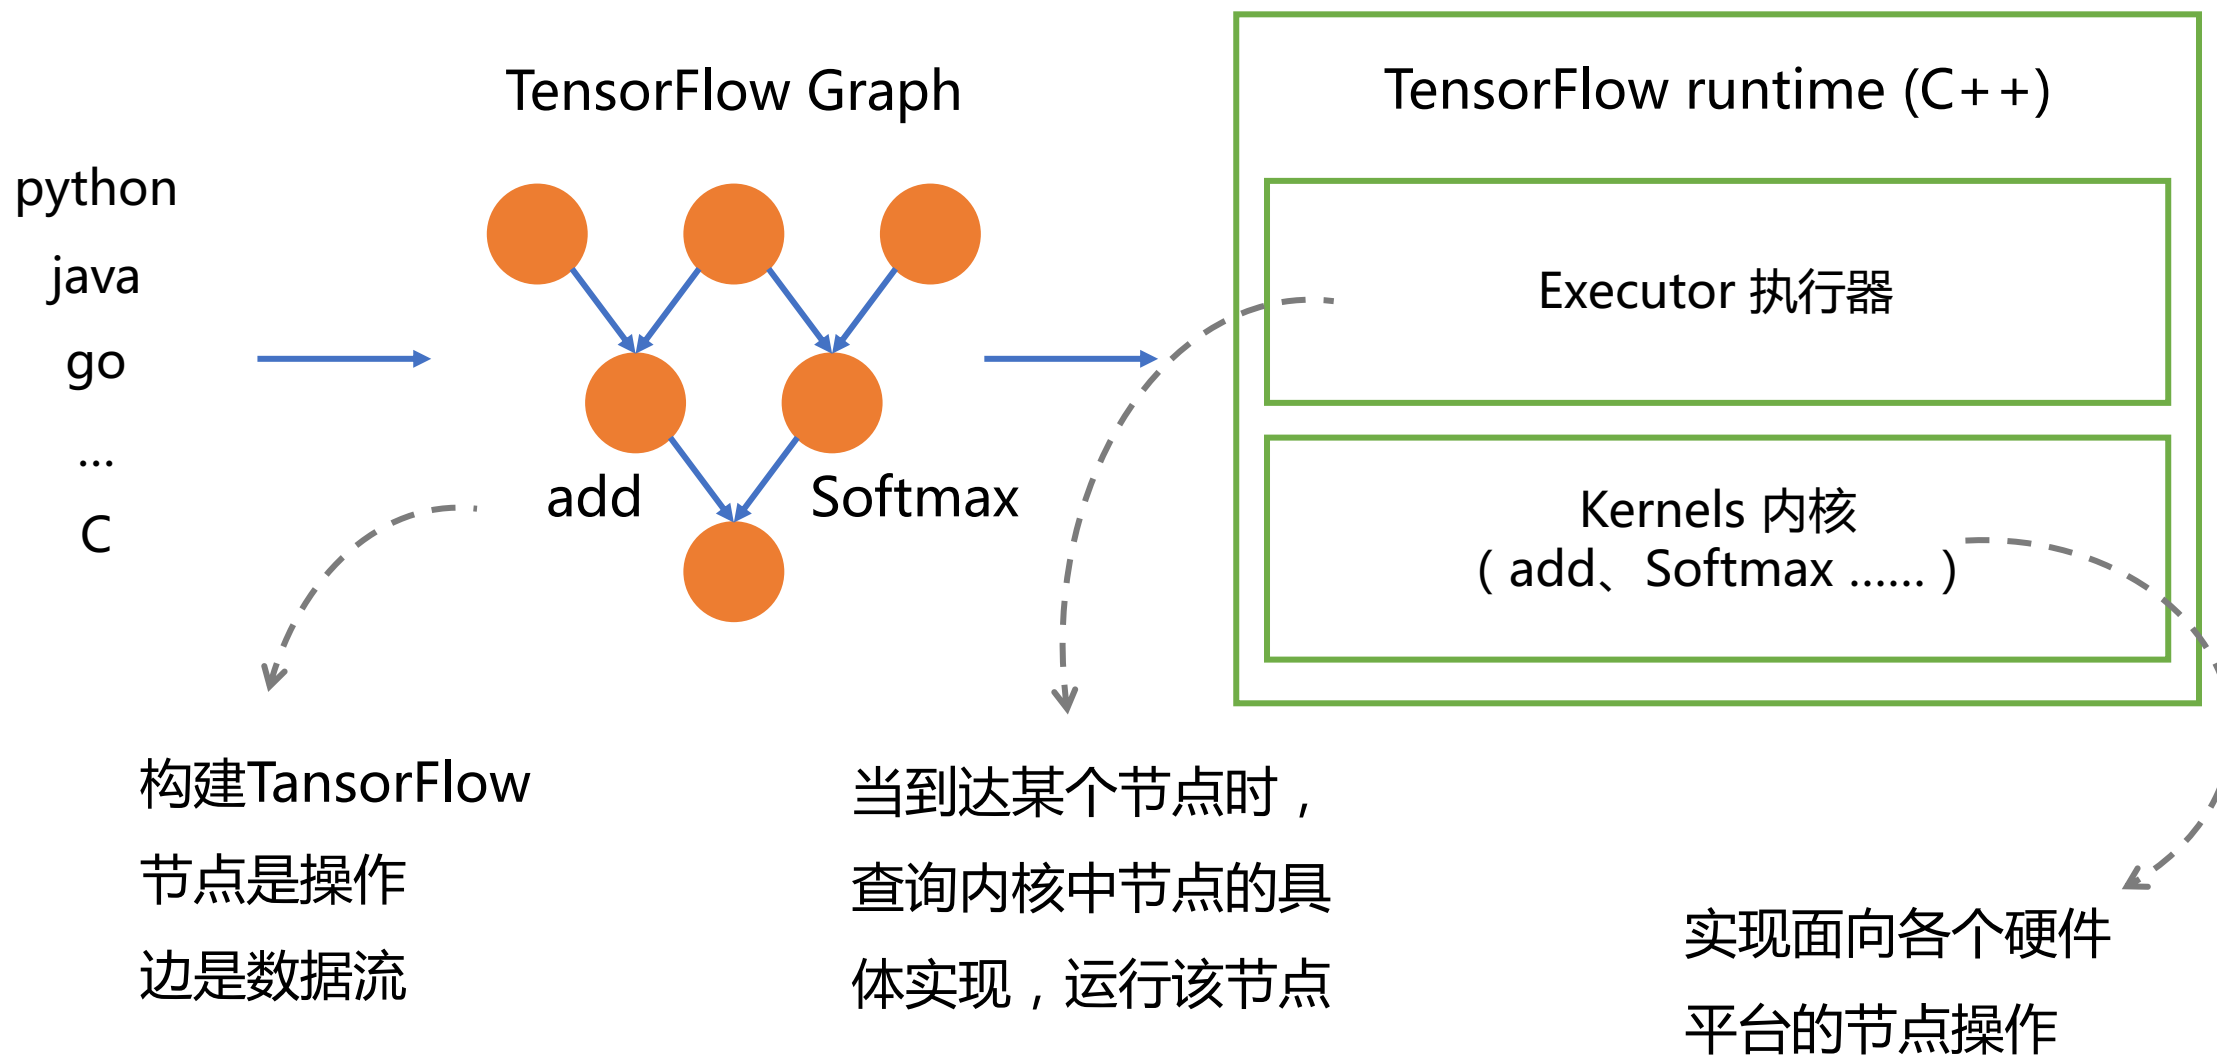 TensorFlow Graph
TensorFlow runtime (C++)
python
java
go
...
C
add
Softmax
Executor 执行器
Kernels 内核
（add、Softmax ......）
构建TansorFlow
节点是操作
边是数据流
当到达某个节点时，
查询内核中节点的具
体实现，运行该节点
实现面向各个硬件
平台的节点操作